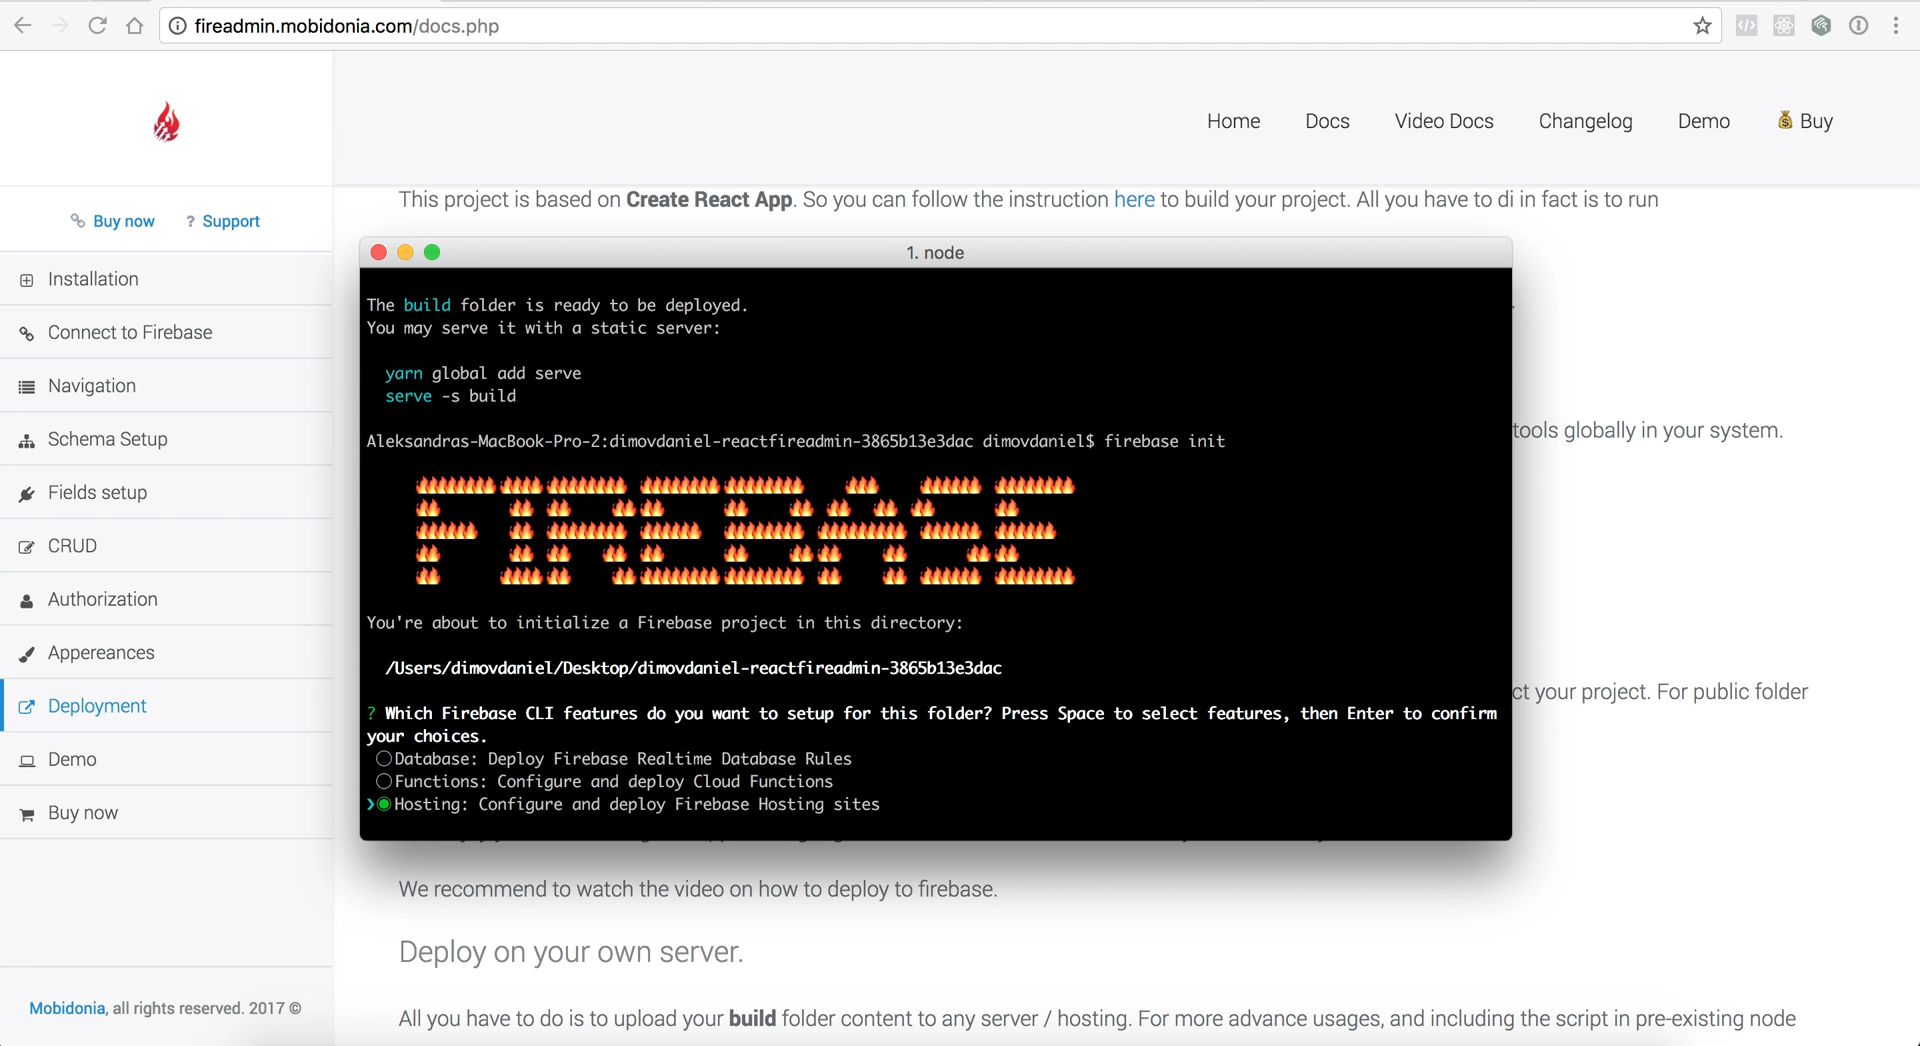 fireadmin.mobidonia.com/docs.php
Home Docs Video Docs Changelog Demo Buy
Buy now ? Support
Installation
Connect to Firebase
Navigation
Schema Setup
Fields setup
CRUD
Authorization
Appereances
Deployment
Demo
Buy now
Mobidonia, all rights reserved. 2017 ©
This project is based on Create React App. So you can follow the instruction here to build your project. All you have to di in fact is to run
1. node
The build folder is ready to be deployed.
You may serve it with a static server:
yarn global add serve
serve -s build
Aleksandras-MacBook-Pro-2:dimovdaniel-reactfireadmin-3865b13e3dac dimovdaniel$ firebase init
FIREBASE
You're about to initialize a Firebase project in this directory:
/Users/dimovdaniel/Desktop/dimovdaniel-reactfireadmin-3865b13e3dac
? Which Firebase CLI features do you want to setup for this folder? Press Space to select features, then Enter to confirm
your choices.
◯Database: Deploy Firebase Realtime Database Rules
◯Functions: Configure and deploy Cloud Functions
❯◉Hosting: Configure and deploy Firebase Hosting sites
tools globally in your system.
ct your project. For public folder
We recommend to watch the video on how to deploy to firebase.
Deploy on your own server.
All you have to do is to upload your build folder content to any server / hosting. For more advance usages, and including the script in pre-existing node